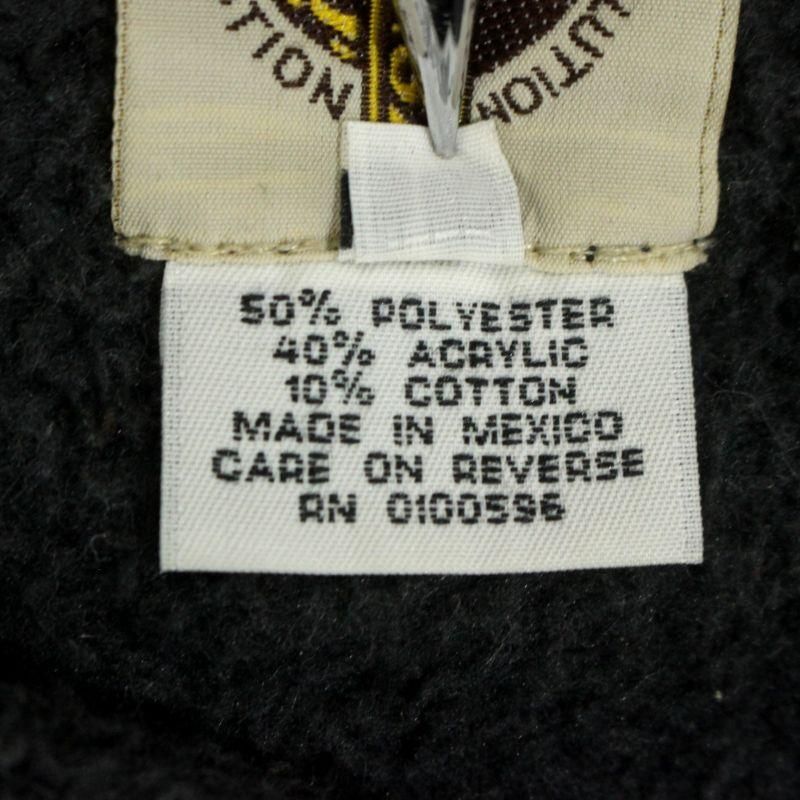 50% POLYESTER
40% ACRYLIC
10% COTTON
MADE IN MEXICO
CARE ON REVERSE
RN 0100596